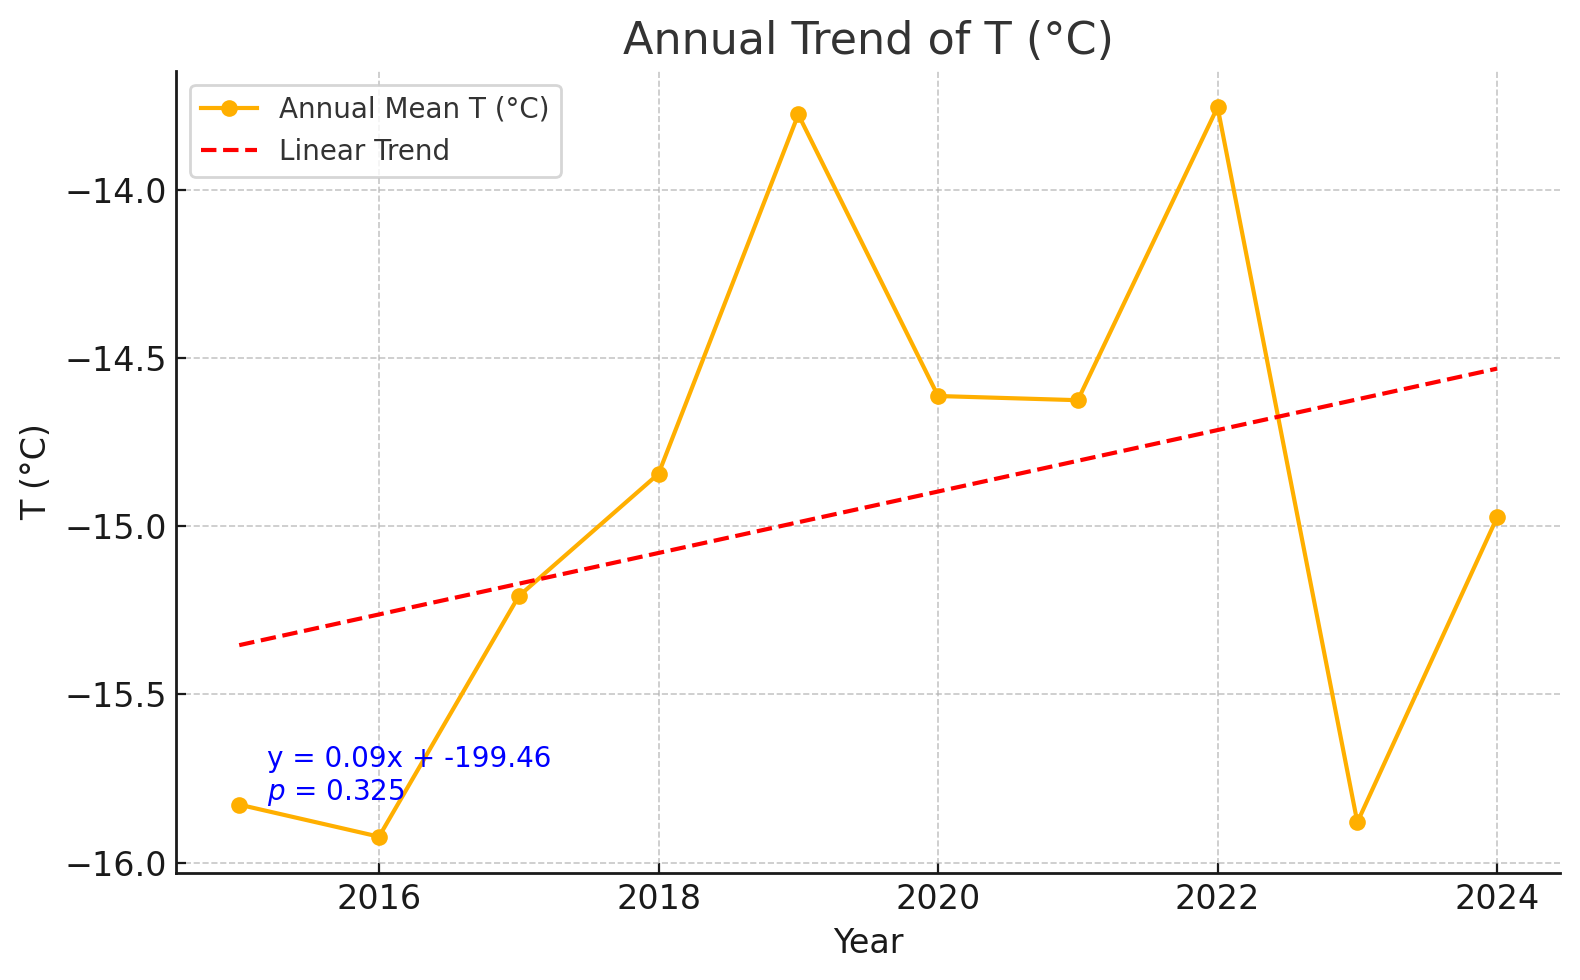 Annual Trend of T (°C)
Annual Mean T (°C)
Linear Trend
−14.0
−14.5
−15.0
−15.5
−16.0
T (°C)
y = 0.09x + -199.46
p = 0.325
2016 2018 2020 2022 2024
Year